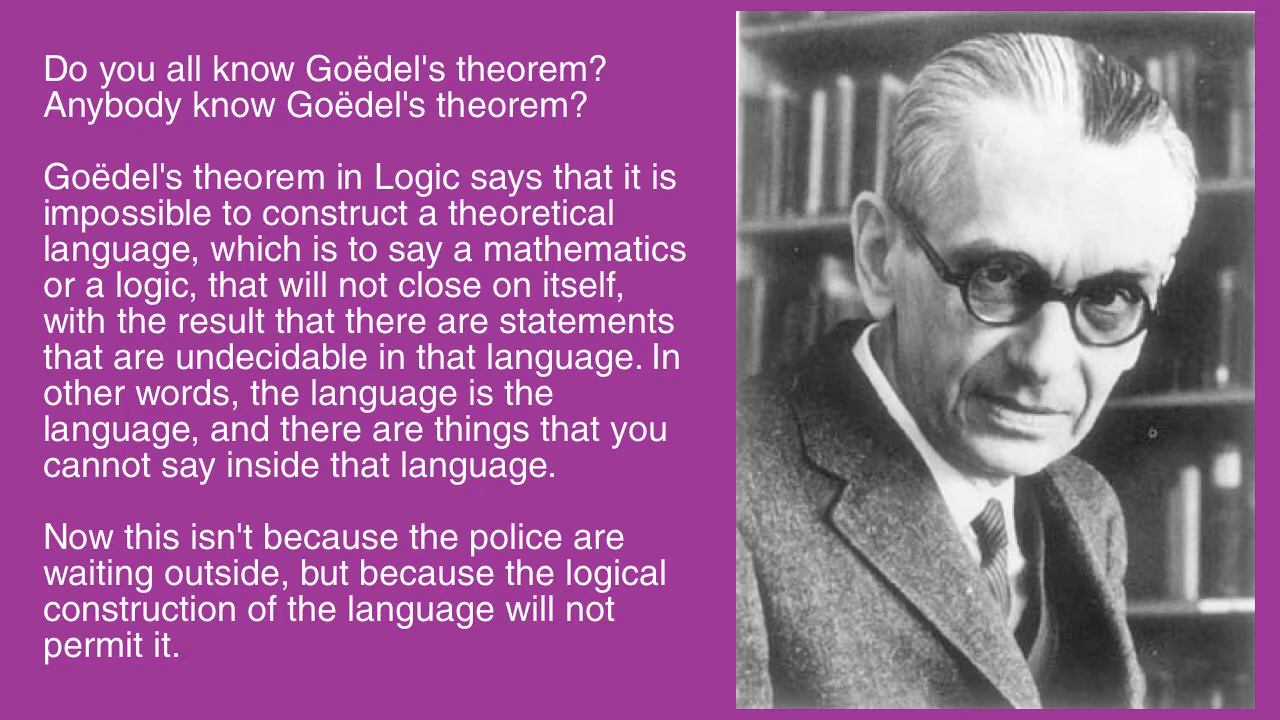 Do you all know Goëdel's theorem?
Anybody know Goëdel's theorem?
Goëdel's theorem in Logic says that it is
impossible to construct a theoretical
language, which is to say a mathematics
or a logic, that will not close on itself,
with the result that there are statements
that are undecidable in that language. In
other words, the language is the
language, and there are things that you
cannot say inside that language.
Now this isn't because the police are
waiting outside, but because the logical
construction of the language will not
permit it.